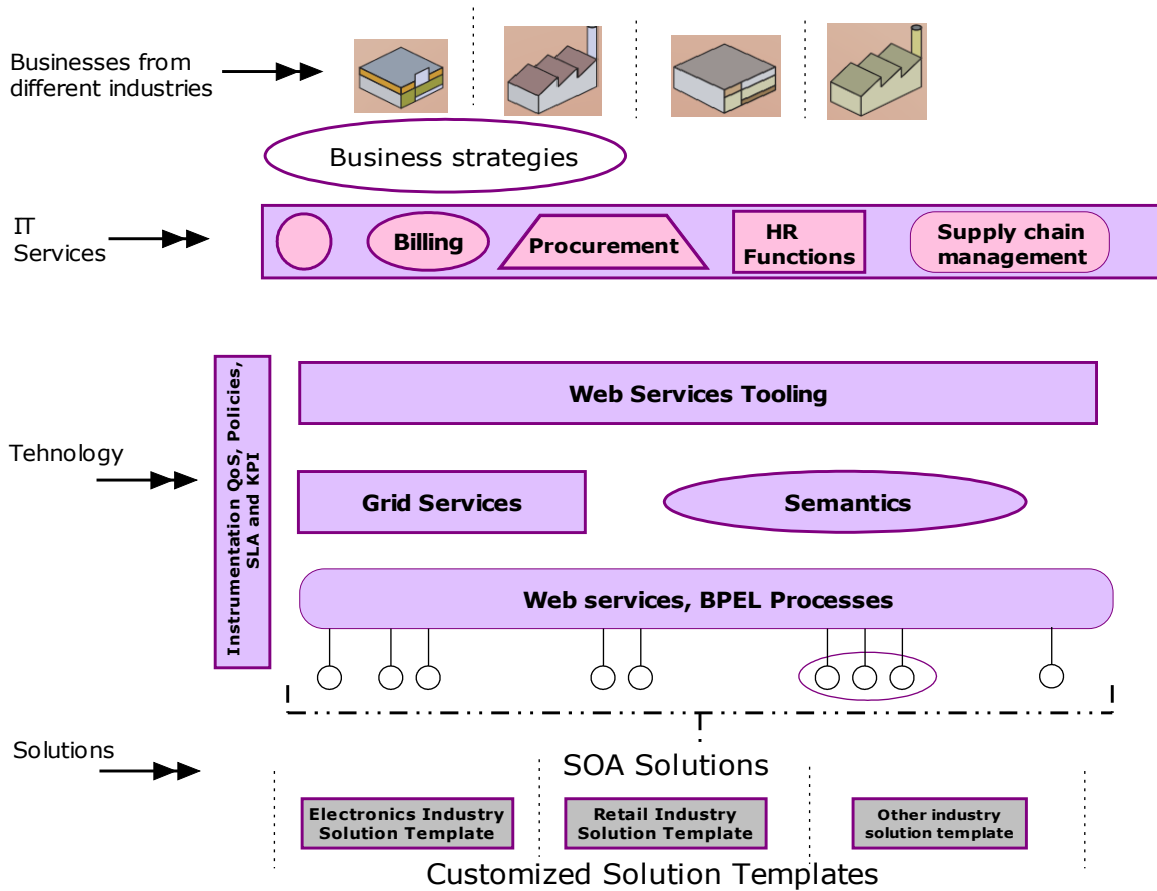 Businesses from
different industries
Business strategies
IT
Services
Billing
Procurement
HR
Functions
Supply chain
management
Tehnology
Instrumentation QoS, Policies,
SLA and KPI
Web Services Tooling
Grid Services
Semantics
Web services, BPEL Processes
Solutions
SOA Solutions
Electronics Industry
Solution Template
Retail Industry
Solution Template
Other industry
solution template
Customized Solution Templates